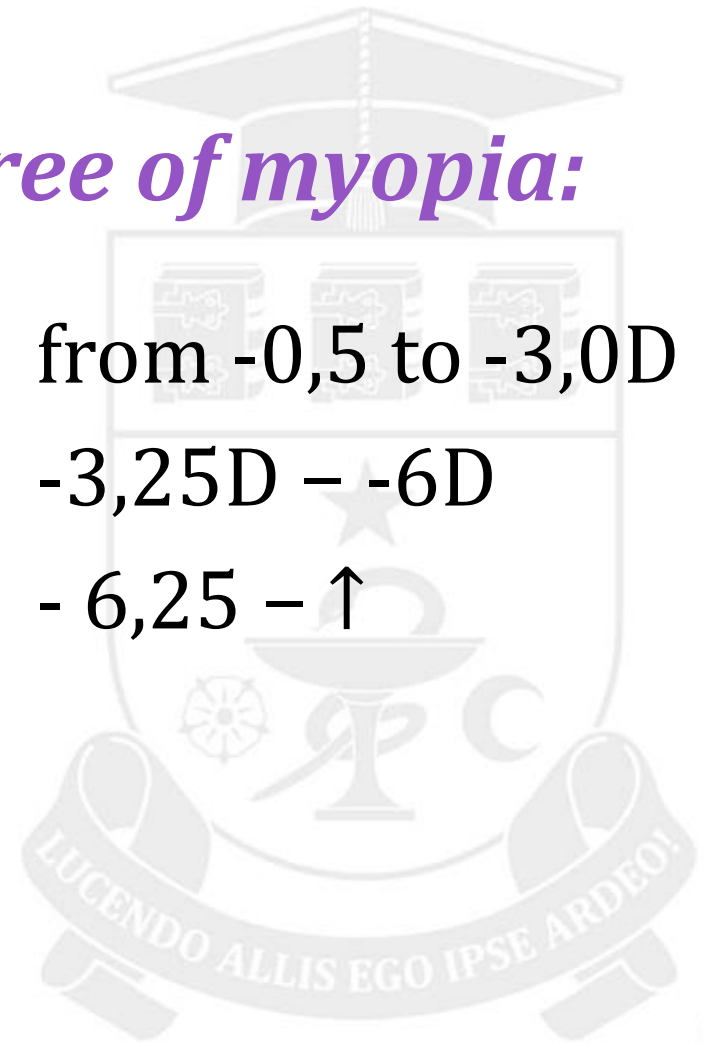 ree of myopia:
from -0,5 to -3,0D
-3,25D – -6D
- 6,25 – ↑
LUCENDO ALLIS EGO IPSE ARDEO!